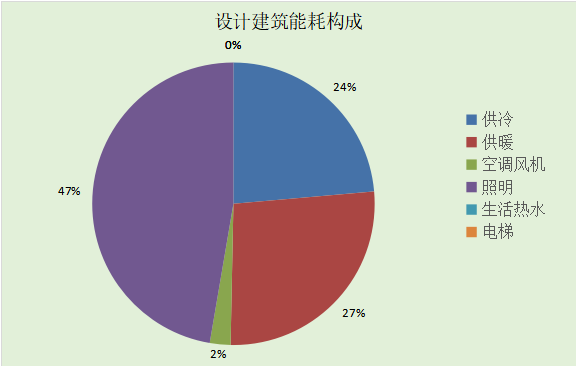 设计建筑能耗构成
0%
24%
47%
27%
2%
供冷
供暖
空调风机
照明
生活热水
电梯